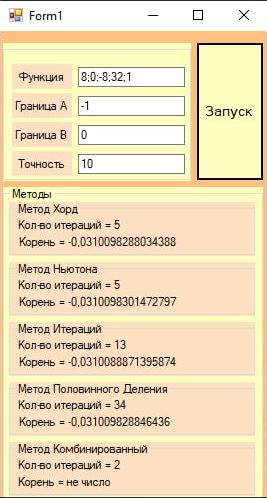 Form1
Функция 8;0;-8;32;1
Граница А -1
Граница В 0
Точность 10
Запуск
Методы
Метод Хорд
Кол-во итераций = 5
Корень = -0,0310098288034388
Метод Ньютона
Кол-во итераций = 5
Корень = -0,0310098301472797
Метод Итераций
Кол-во итераций = 13
Корень = -0,0310088871395874
Метод Половинного Деления
Кол-во итераций = 34
Корень = -0,031009828846436
Метод Комбинированный
Кол-во итераций = 2
Корень = не число